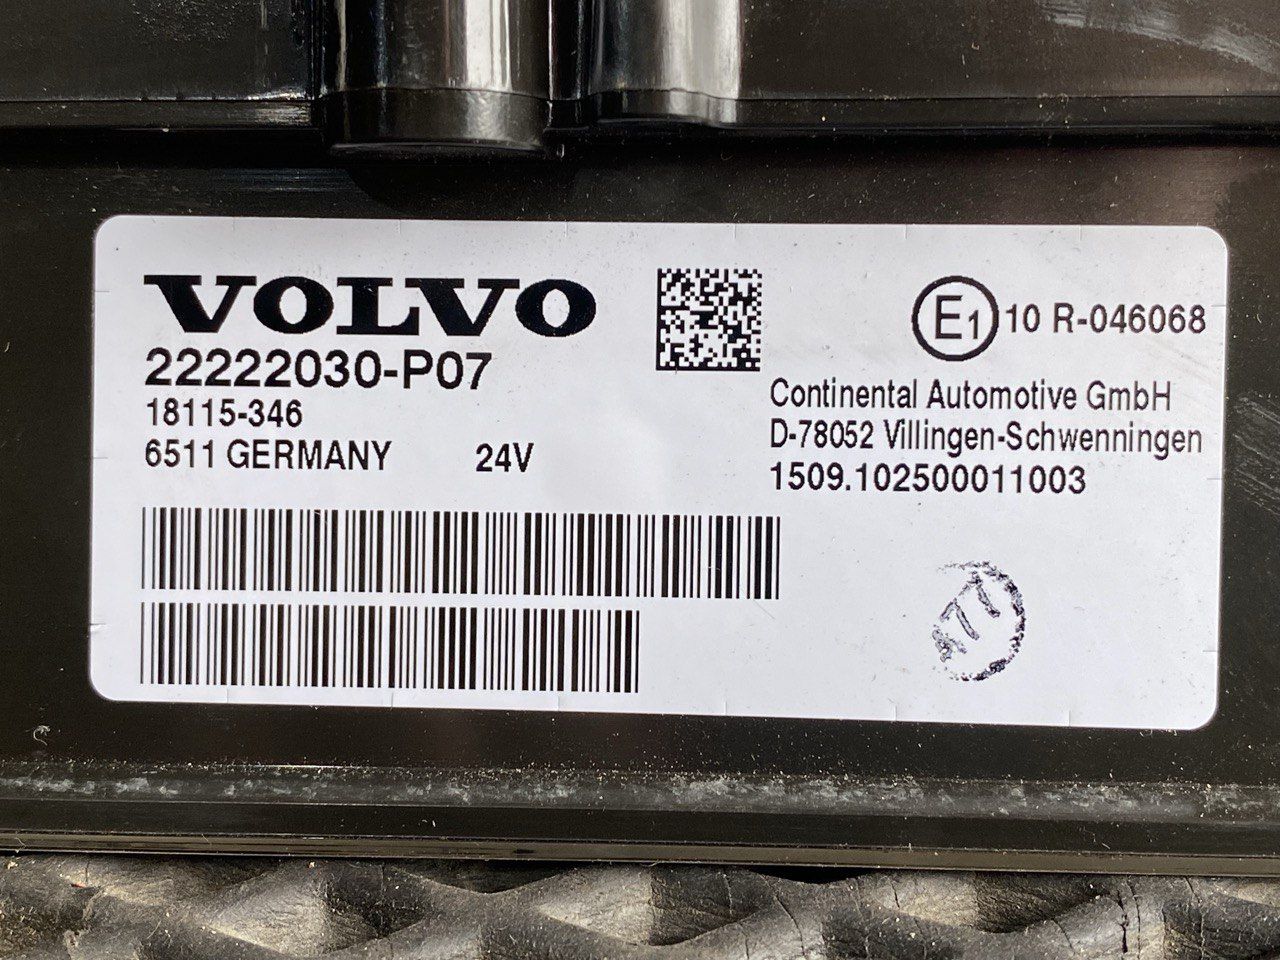 VOLVO
22222030-P07
18115-346
6511 GERMANY 24V
E1 10 R-046068
Continental Automotive GmbH
D-78052 Villingen-Schwenningen
1509.102500011003
477